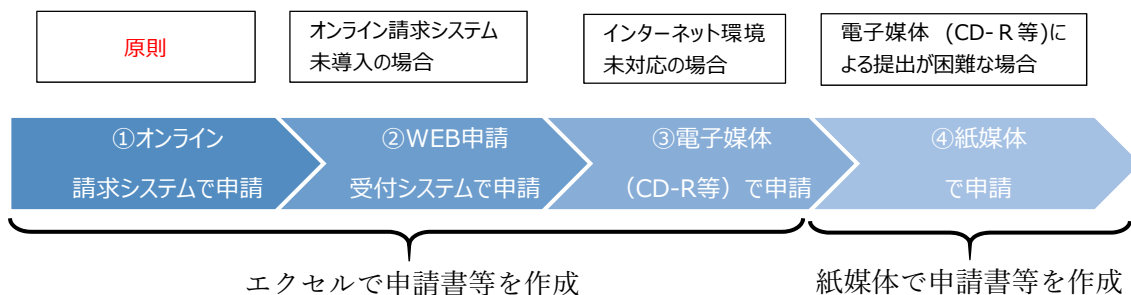 原則
オンライン請求システム
未導入の場合
インターネット環境
未対応の場合
電子媒体 (CD-R等)に
よる提出が困難な場合
①オンライン
請求システムで申請
②WEB申請
受付システムで申請
③電子媒体
（CD-R等）で申請
④紙媒体
で申請
エクセルで申請書等を作成
紙媒体で申請書等を作成